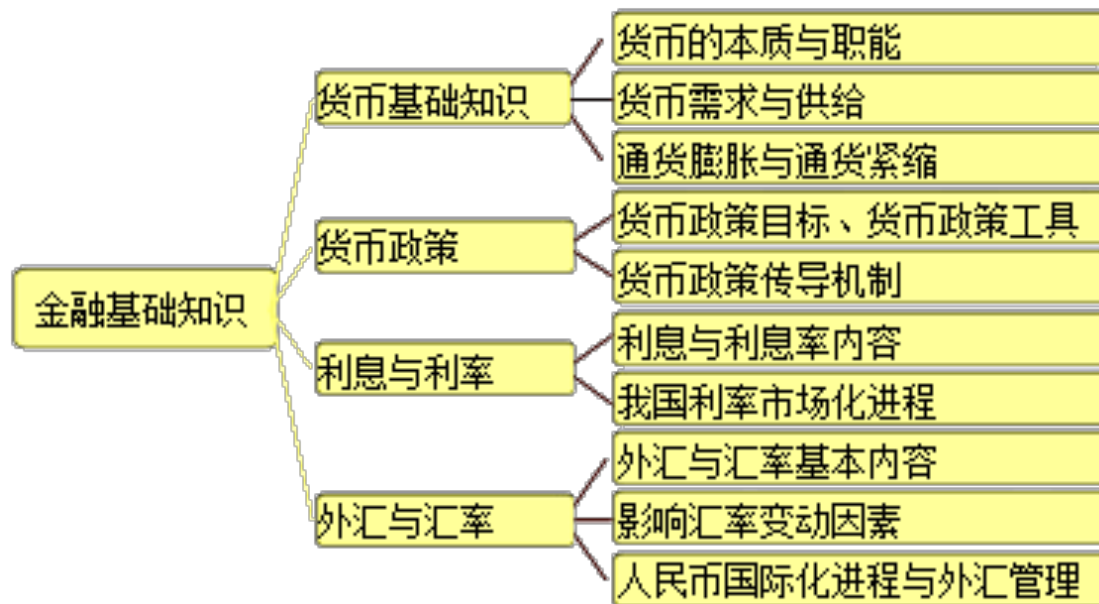 金融基础知识
货币基础知识
货币的本质与职能
货币需求与供给
通货膨胀与通货紧缩
货币政策
货币政策目标、货币政策工具
货币政策传导机制
利息与利率
利息与利息率内容
我国利率市场化进程
外汇与汇率
外汇与汇率基本内容
影响汇率变动因素
人民币国际化进程与外汇管理